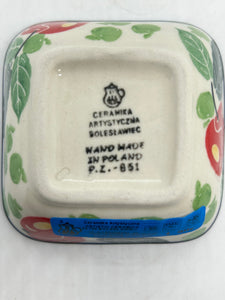 CERAMIKA
ARTYSTYCZNA
BOLESŁAWIEC
HAND MADE
IN POLAND
P.Z.-851